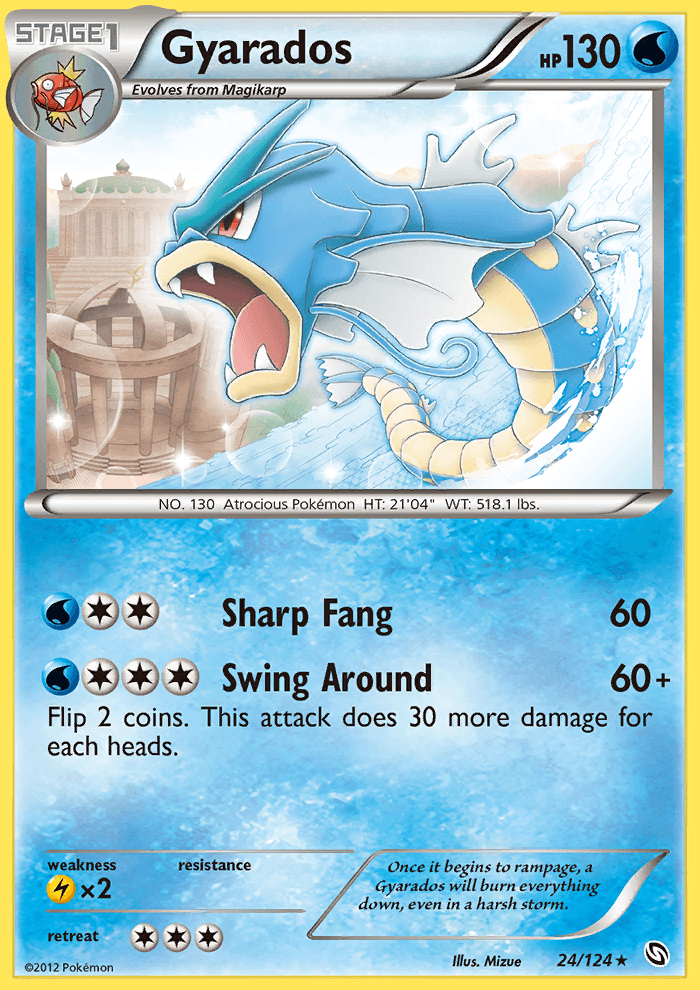 STAGE1
Gyarados
HP130
Evolves from Magikarp
NO. 130 Atrocious Pokémon HT: 21'04" WT: 518.1 lbs.
Sharp Fang 60
Swing Around 60+
Flip 2 coins. This attack does 30 more damage for
each heads.
weakness resistance
×2
Once it begins to rampage, a
Gyarados will burn everything
down, even in a harsh storm.
retreat
©2012 Pokémon
Illus. Mizue 24/124★